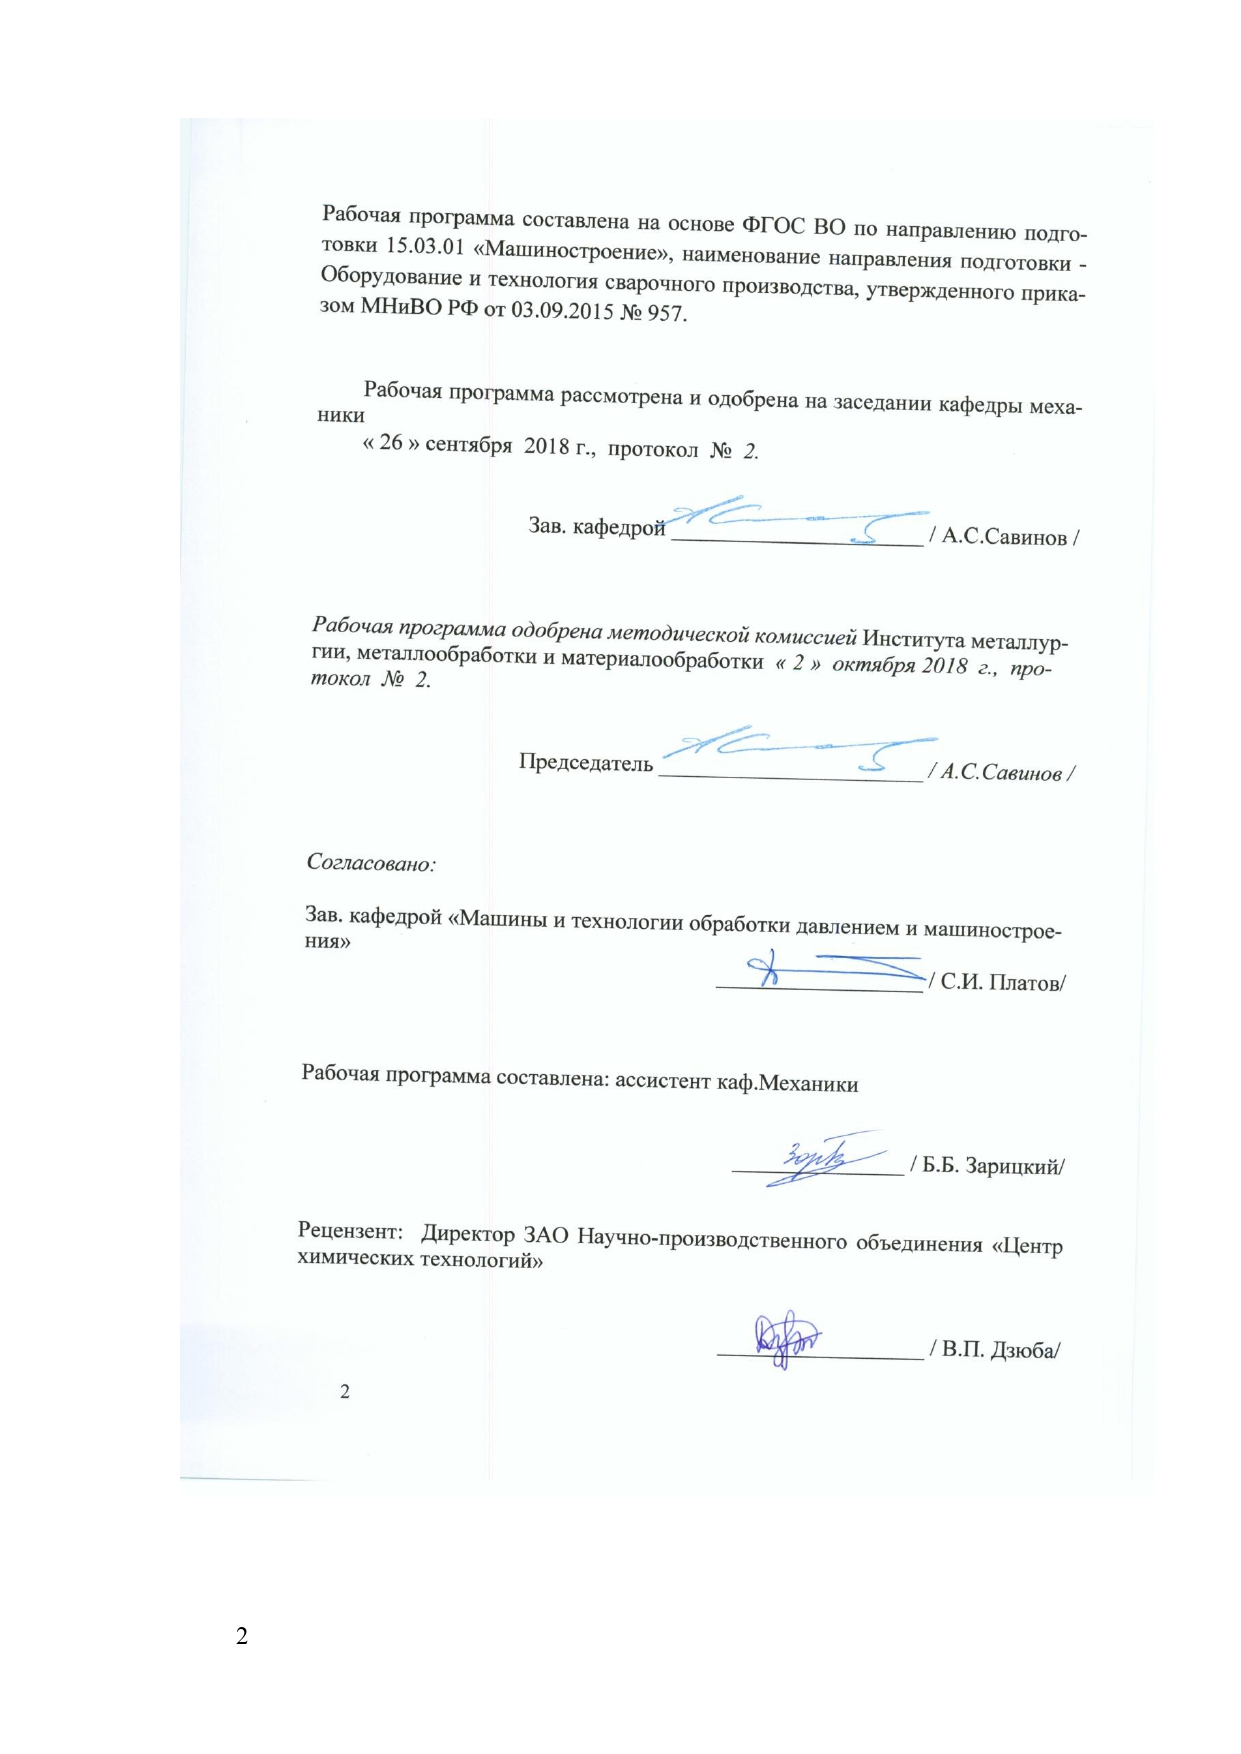 Рабочая программа составлена на основе ФГОС ВО по направлению подго-
товки 15.03.01 «Машиностроение», наименование направления подготовки -
Оборудование и технология сварочного производства, утвержденного прика-
зом МНиВО РФ от 03.09.2015 № 957.
Рабочая программа рассмотрена и одобрена на заседании кафедры меха-
ники
« 26 » сентября 2018 г., протокол № 2.
Зав. кафедрой ______________________ / А.С.Савинов /
Рабочая программа одобрена методической комиссией Института металлур-
гии, металлообработки и материалообработки « 2 » октября 2018 г., про-
токол № 2.
Председатель ______________________ / А.С.Савинов /
Согласовано:
Зав. кафедрой «Машины и технологии обработки давлением и машинострое-
ния»
__________________ / С.И. Платов/
Рабочая программа составлена: ассистент каф.Механики
_______________ / Б.Б. Зарицкий/
Рецензент: Директор ЗАО Научно-производственного объединения «Центр
химических технологий»
__________________ / В.П. Дзюба/
2
2